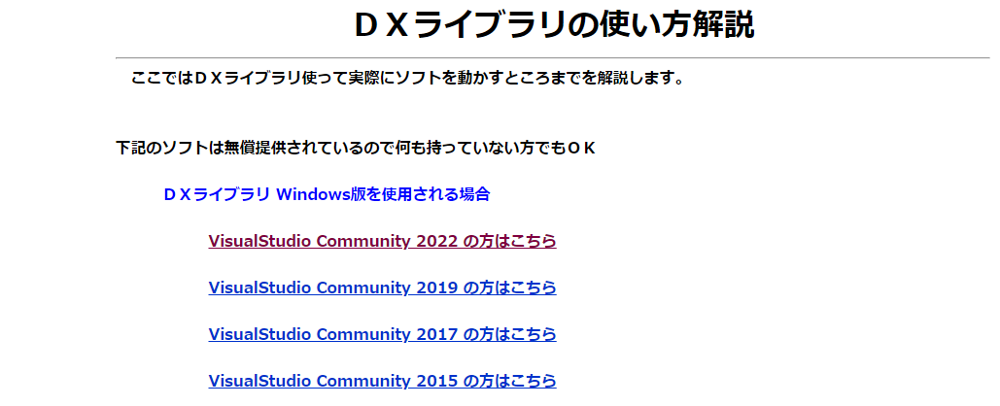 ＤＸライブラリの使い方解説
ここではＤＸライブラリ使って実際にソフトを動かすところまでを解説します。
下記のソフトは無償提供されているので何も持っていない方でもＯＫ
ＤＸライブラリ Windows版を使用される場合
VisualStudio Community 2022 の方はこちら
VisualStudio Community 2019 の方はこちら
VisualStudio Community 2017 の方はこちら
VisualStudio Community 2015 の方はこちら